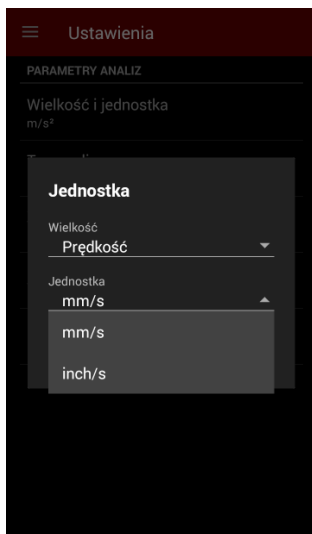 Ustawienia
PARAMETRY ANALIZ
Wielkość i jednostka
m/s²
Jednostka
Wielkość
Prędkość
Jednostka
mm/s
mm/s
inch/s